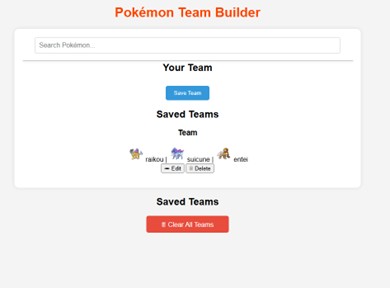 Pokémon Team Builder
Search Pokémon...
Your Team
Save Team
Saved Teams
Team
raikou | suicune | entei
Edit Delete
Saved Teams
Clear All Teams